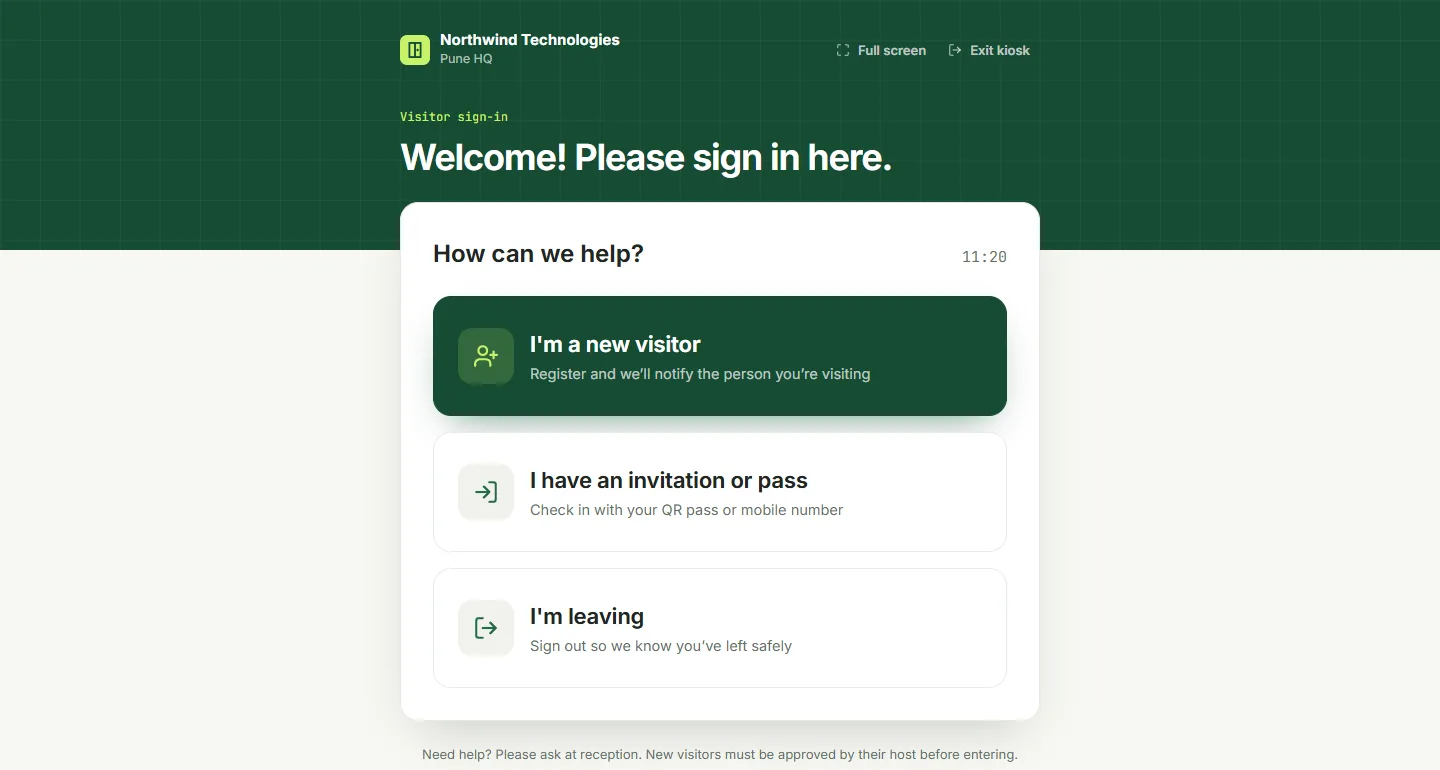 Northwind Technologies
Pune HQ
Full screen
Exit kiosk
Visitor sign-in
Welcome! Please sign in here.
How can we help?
11:20
I'm a new visitor
Register and we’ll notify the person you’re visiting
I have an invitation or pass
Check in with your QR pass or mobile number
I'm leaving
Sign out so we know you’ve left safely
Need help? Please ask at reception. New visitors must be approved by their host before entering.